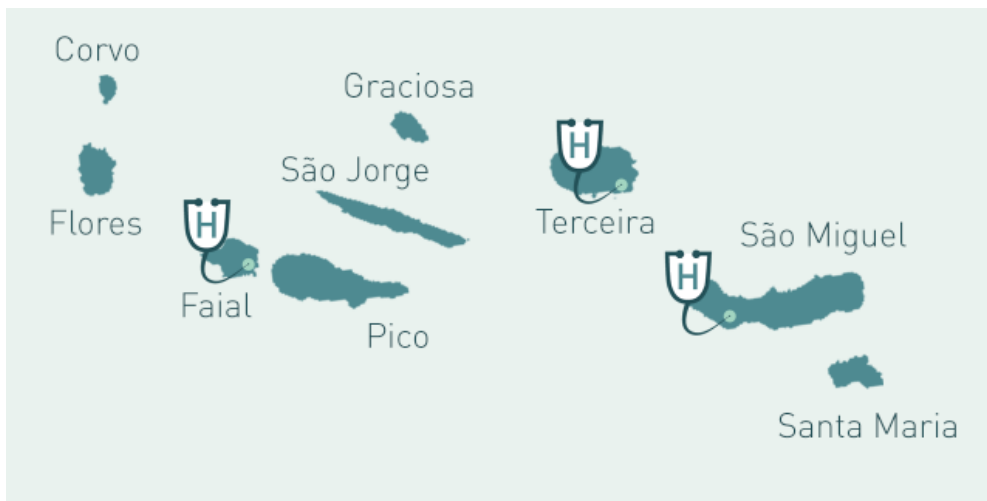 Corvo
Graciosa
São Jorge
H
Terceira
Flores
H
Faial
Pico
São Miguel
H
Santa Maria